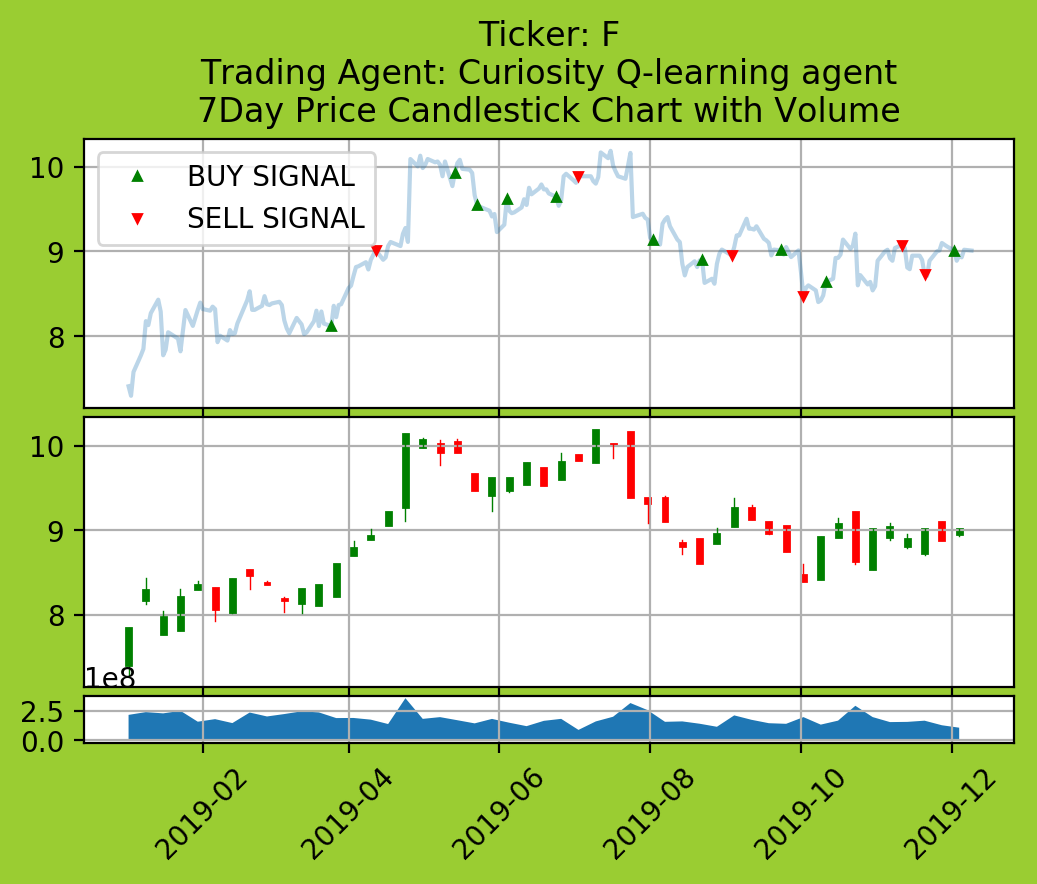 Ticker: F
Trading Agent: Curiosity Q-learning agent
7Day Price Candlestick Chart with Volume
BUY SIGNAL
SELL SIGNAL
10
9
8
10
9
8
1e8
2.5
0.0
2019-02
2019-04
2019-06
2019-08
2019-10
2019-12